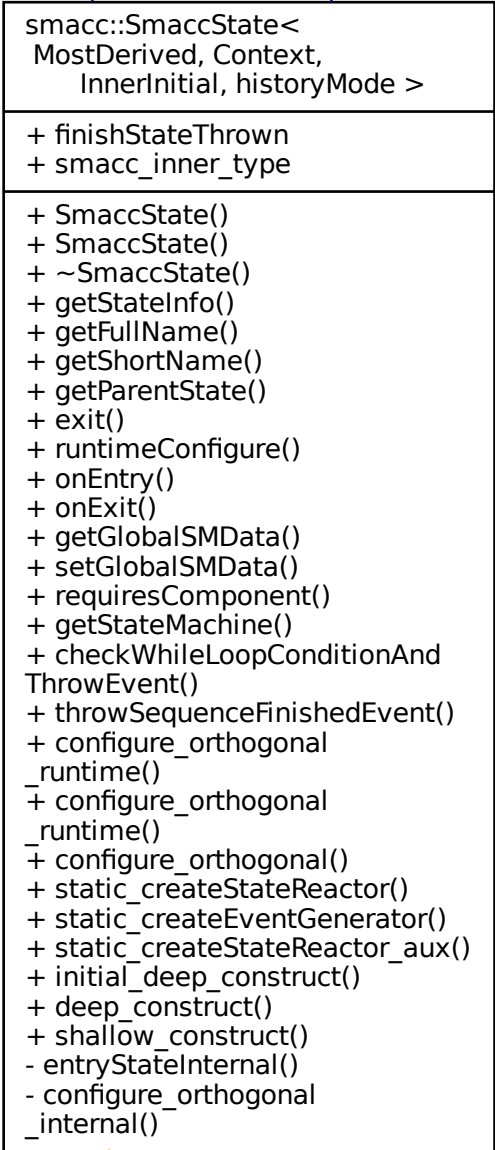 smacc::SmaccState<
MostDerived, Context,
InnerInitial, historyMode >
+ finishStateThrown
+ smacc_inner_type
+ SmaccState()
+ SmaccState()
+ ~SmaccState()
+ getStateInfo()
+ getFullName()
+ getShortName()
+ getParentState()
+ exit()
+ runtimeConfigure()
+ onEntry()
+ onExit()
+ getGlobalSMData()
+ setGlobalSMData()
+ requiresComponent()
+ getStateMachine()
+ checkWhileLoopConditionAnd
ThrowEvent()
+ throwSequenceFinishedEvent()
+ configure_orthogonal
_runtime()
+ configure_orthogonal
_runtime()
+ configure_orthogonal()
+ static_createStateReactor()
+ static_createEventGenerator()
+ static_createStateReactor_aux()
+ initial_deep_construct()
+ deep_construct()
+ shallow_construct()
- entryStateInternal()
- configure_orthogonal
_internal()